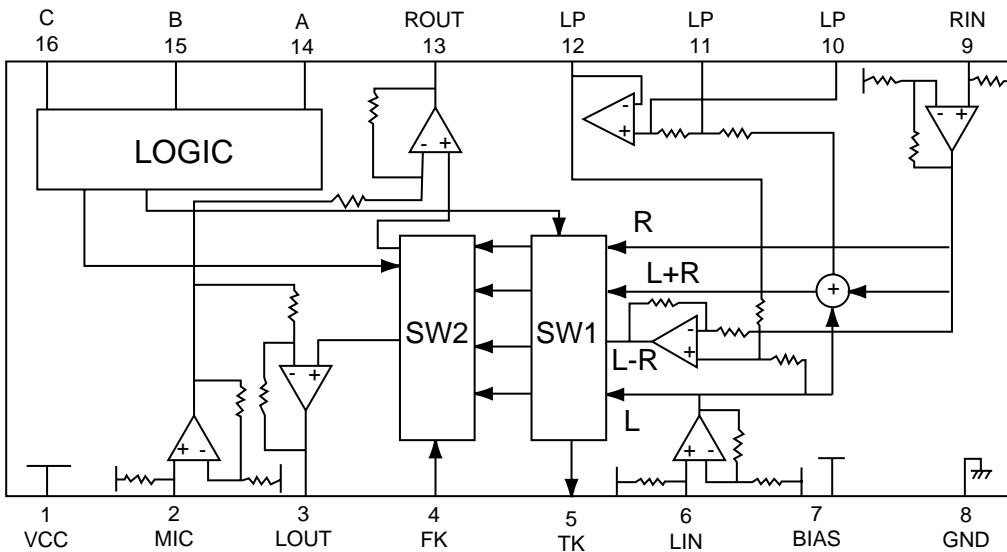 C B A ROUT LP LP LP RIN
16 15 14 13 12 11 10 9
LOGIC
- +
- +
- +
R
L+R
+
SW2
SW1
- +
L-R
- +
L
+ -
+ -
1 2 3 4 5 6 7 8
VCC MIC LOUT FK TK LIN BIAS GND